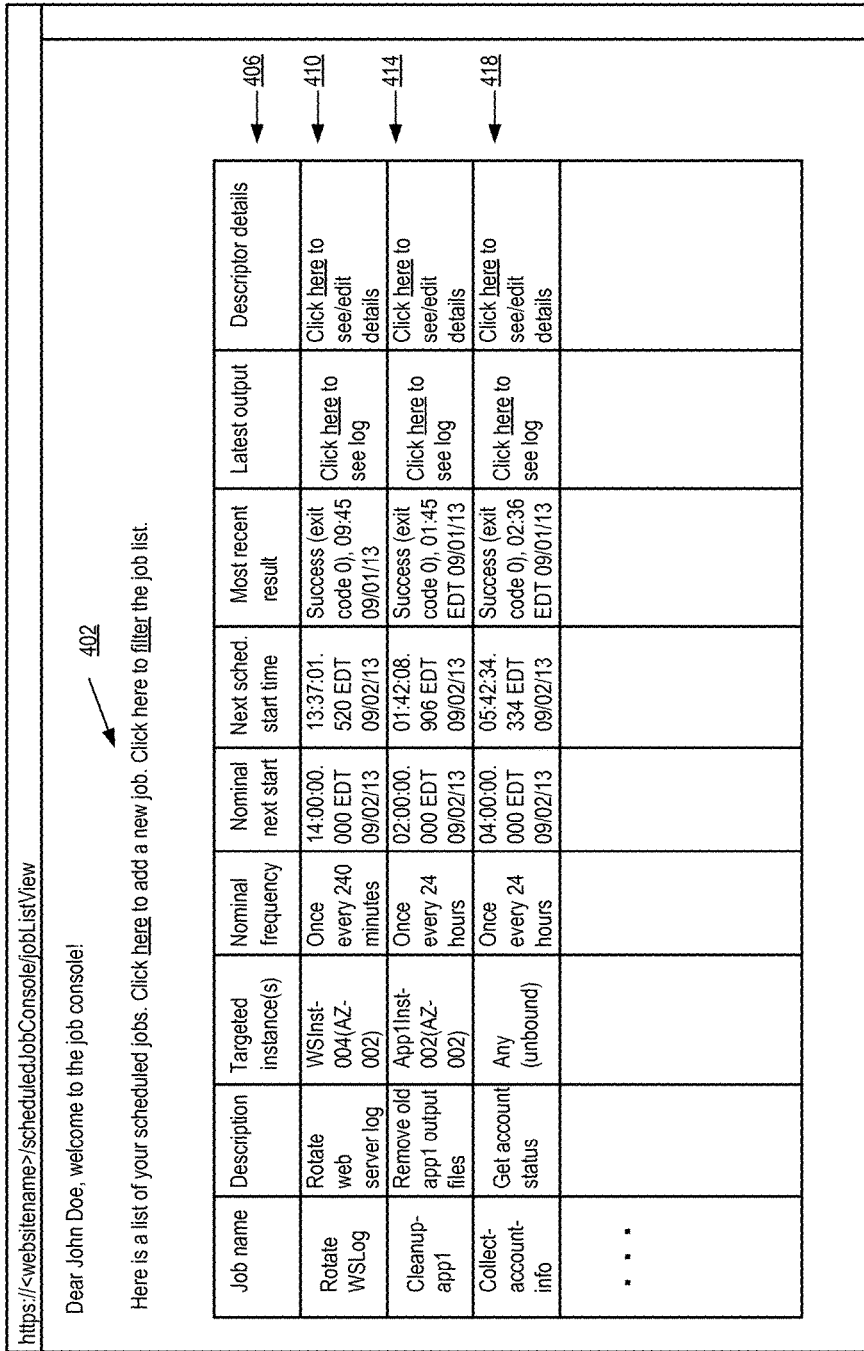 https://<websitename>/scheduledJobConsole/jobListView
Dear John Doe, welcome to the job console!
402
Here is a list of your scheduled jobs. Click here to add a new job. Click here to filter the job list.
Job name
Description
Targeted
instance(s)
Nominal
frequency
Nominal
next start
Next sched.
start time
Most recent
result
Latest output
Descriptor details
406
Rotate
WSLog
Rotate
web
server log
WSInst-
004(AZ-
002)
Once
every 240
minutes
14:00:00.
000 EDT
09/02/13
13:37:01.
520 EDT
09/02/13
Success (exit
code 0), 09:45
09/01/13
Click here to
see log
Click here to
see/edit
details
410
Cleanup-
app1
Remove old
app1 output
files
App1Inst-
002(AZ-
002)
Once
every 24
hours
02:00:00.
000 EDT
09/02/13
01:42:08.
906 EDT
09/02/13
Success (exit
code 0), 01:45
EDT 09/01/13
Click here to
see log
Click here to
see/edit
details
414
Collect-
account-
info
Get account
status
Any
(unbound)
Once
every 24
hours
04:00:00.
000 EDT
09/02/13
05:42:34.
334 EDT
09/02/13
Success (exit
code 0), 02:36
EDT 09/01/13
Click here to
see log
Click here to
see/edit
details
418
. . .